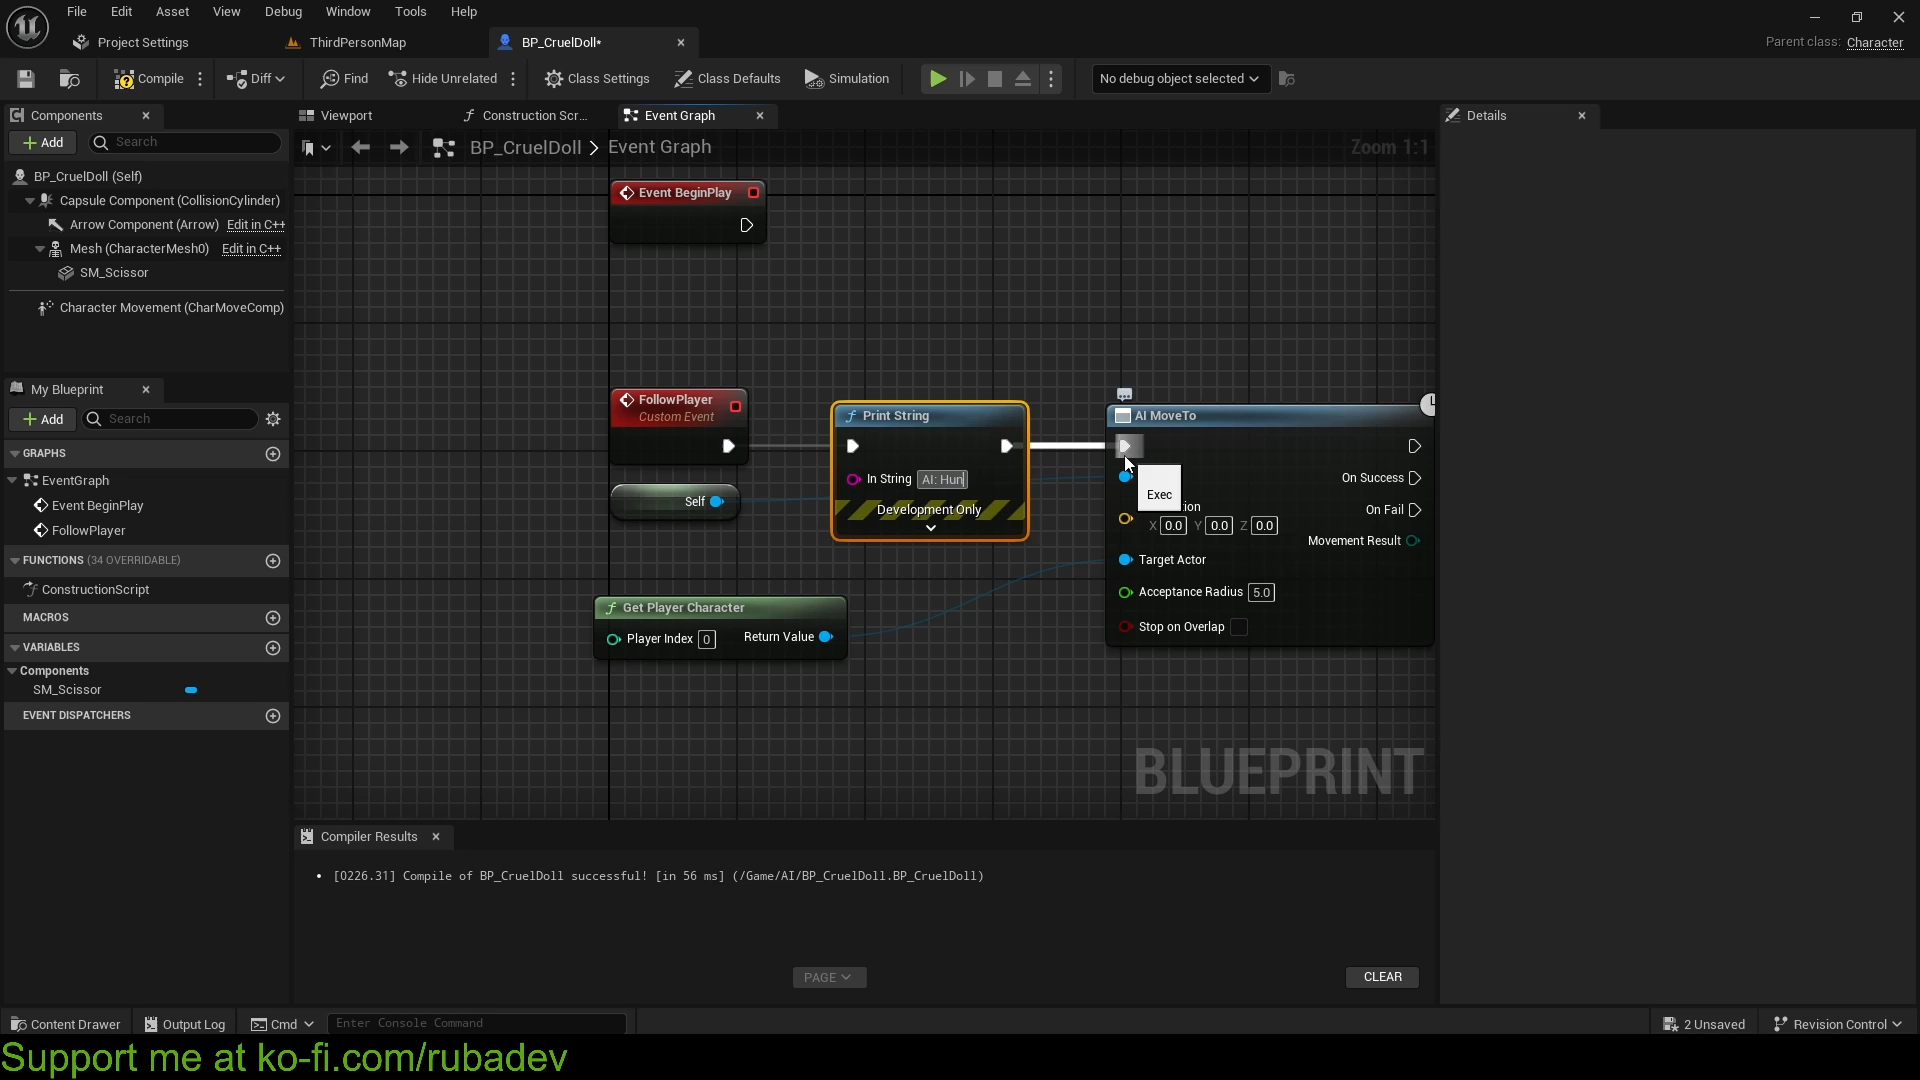 File Edit Asset View Debug Window Tools Help
Project Settings ThirdPersonMap BP_CruelDoll*
Parent class: Character
Compile Diff Find Hide Unrelated Class Settings Class Defaults Simulation No debug object selected
Components Viewport Construction Scr... Event Graph Details
Add Search
BP_CruelDoll > Event Graph Zoom 1:1
BP_CruelDoll (Self)
Capsule Component (CollisionCylinder)
Arrow Component (Arrow) Edit in C++
Mesh (CharacterMesh0) Edit in C++
SM_Scissor
Character Movement (CharMoveComp)
My Blueprint
Add Search
GRAPHS
EventGraph
Event BeginPlay
FollowPlayer
FUNCTIONS (34 OVERRIDABLE)
ConstructionScript
MACROS
VARIABLES
Components
SM_Scissor
EVENT DISPATCHERS
Event BeginPlay
FollowPlayer
Custom Event
Self
Print String
In String AI: Hun
Development Only
Get Player Character
Player Index 0 Return Value
AI MoveTo
Exec
X 0.0 Y 0.0 Z 0.0
Target Actor
Acceptance Radius 5.0
Stop on Overlap
On Success
On Fail
Movement Result
BLUEPRINT
Compiler Results
• [0226.31] Compile of BP_CruelDoll successful! [in 56 ms] (/Game/AI/BP_CruelDoll.BP_CruelDoll)
PAGE CLEAR
Content Drawer Output Log Cmd Enter Console Command 2 Unsaved Revision Control
Support me at ko-fi.com/rubadev